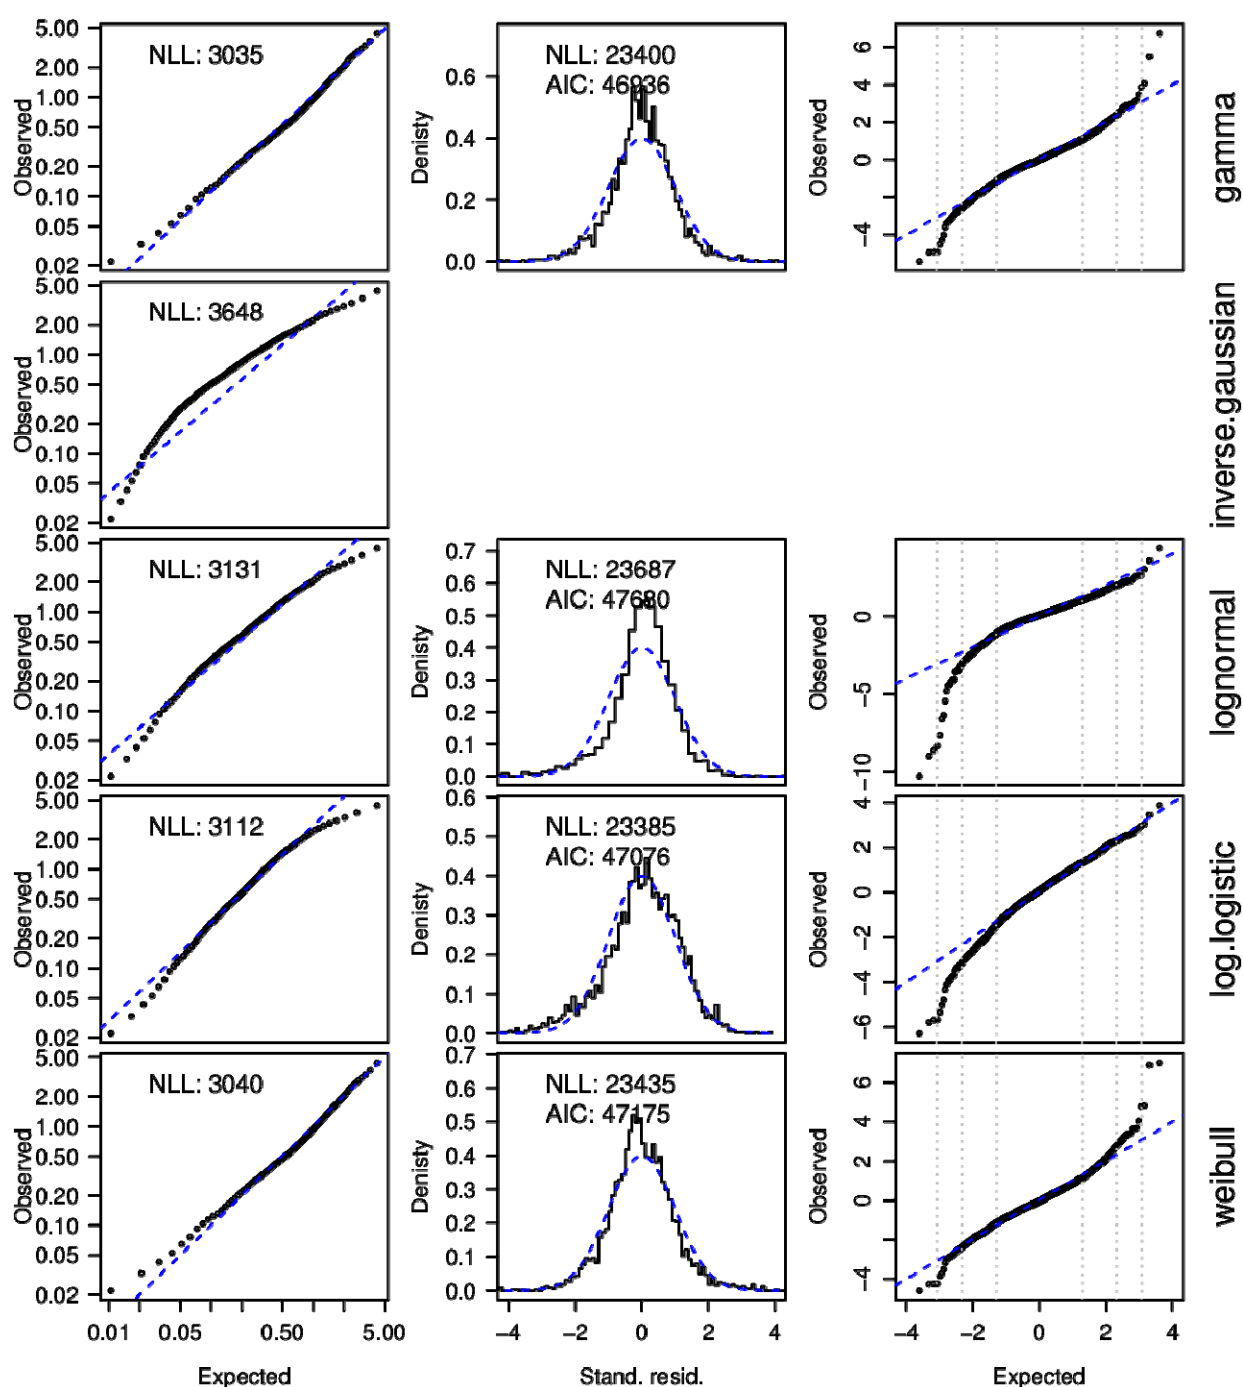 5.00
2.00
1.00
0.50
0.20
0.10
0.05
0.02
Observed
NLL: 3035
0.6
0.4
0.2
0.0
Denisty
NLL: 23400
AIC: 46936
6
4
2
0
−4
Observed
gamma
5.00
2.00
1.00
0.50
0.20
0.10
0.05
0.02
Observed
NLL: 3648
inverse.gaussian
5.00
2.00
1.00
0.50
0.20
0.10
0.05
0.02
Observed
NLL: 3131
0.7
0.6
0.5
0.4
0.3
0.2
0.1
0.0
Denisty
NLL: 23687
AIC: 47680
0
−5
−10
Observed
lognormal
5.00
2.00
1.00
0.50
0.20
0.10
0.05
0.02
Observed
NLL: 3112
0.6
0.5
0.4
0.3
0.2
0.1
0.0
Denisty
NLL: 23385
AIC: 47076
4
2
0
−2
−4
−6
Observed
log.logistic
5.00
2.00
1.00
0.50
0.20
0.10
0.05
0.02
Observed
NLL: 3040
0.7
0.6
0.5
0.4
0.3
0.2
0.1
0.0
Denisty
NLL: 23435
AIC: 47175
6
4
2
0
−4
Observed
weibull
0.01 0.05 0.50 5.00
Expected
−4 −2 0 2 4
Stand. resid.
−4 −2 0 2 4
Expected